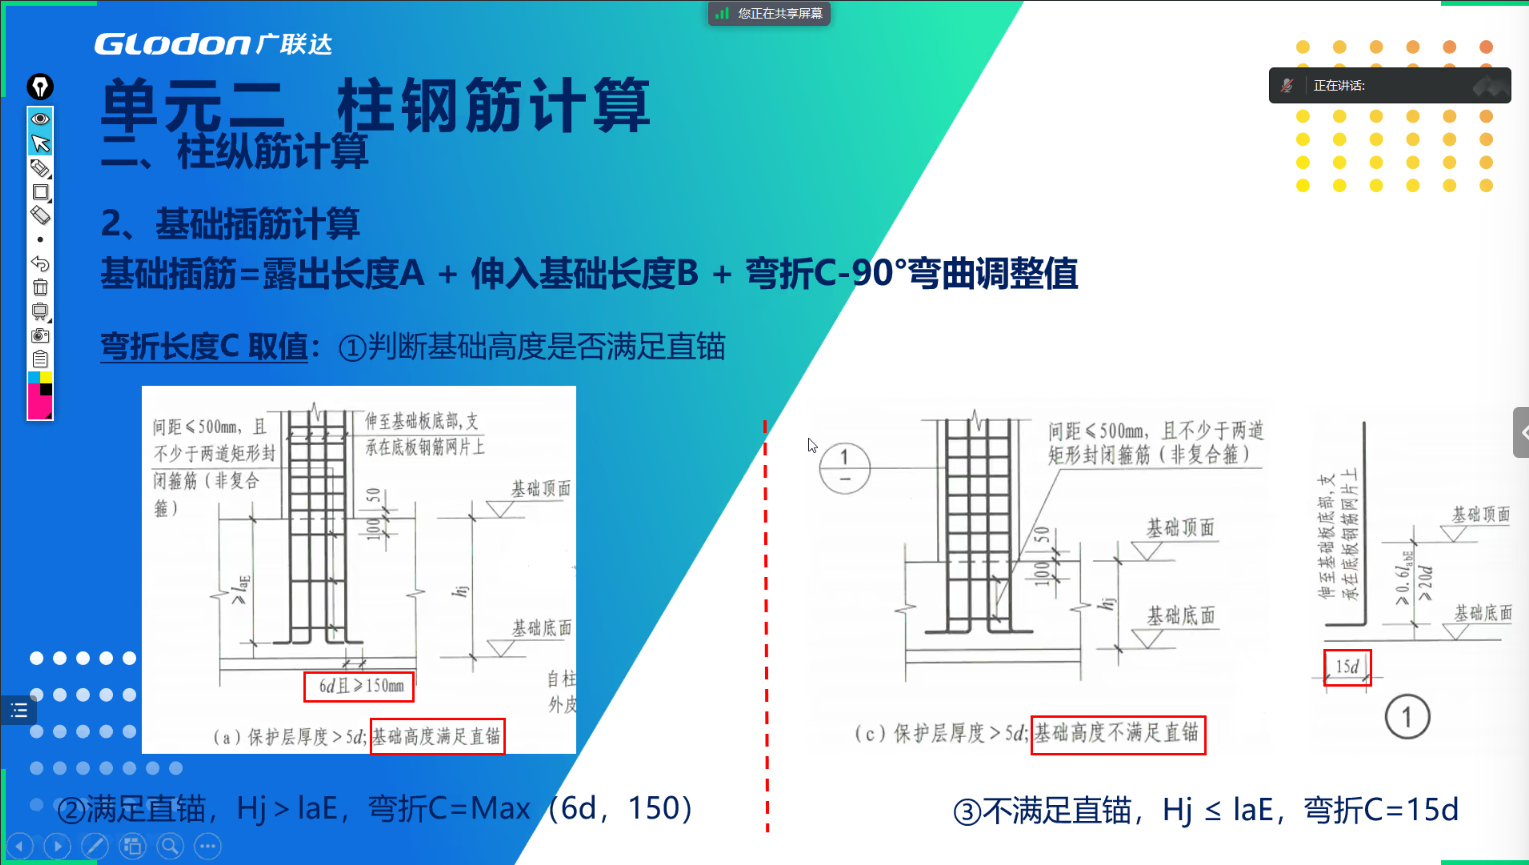 您正在共享屏幕
Glodon广联达
正在讲话:
单元二 柱钢筋计算
二、柱纵筋计算
2、基础插筋计算
基础插筋=露出长度A + 伸入基础长度B + 弯折C-90°弯曲调整值
弯折长度C 取值：①判断基础高度是否满足直锚
间距≤500mm，且
不少于两道矩形封
闭箍筋（非复合
箍）
伸至基础板底部,支
承在底板钢筋网片上
50
100
基础顶面
≥laE
hj
基础底面
6d且≥150mm
自柱
外皮
(a) 保护层厚度>5d;基础高度满足直锚
1
–
间距≤500mm，且不少于两道
矩形封闭箍筋（非复合箍）
50
100
基础顶面
hj
基础底面
(c) 保护层厚度>5d;基础高度不满足直锚
伸至基础板底部,支
承在底板钢筋网片上
基础顶面
≥0.6labE
≥20d
基础底面
15d
1
②满足直锚，Hj＞laE，弯折C=Max（6d，150）
③不满足直锚，Hj ≤ laE，弯折C=15d